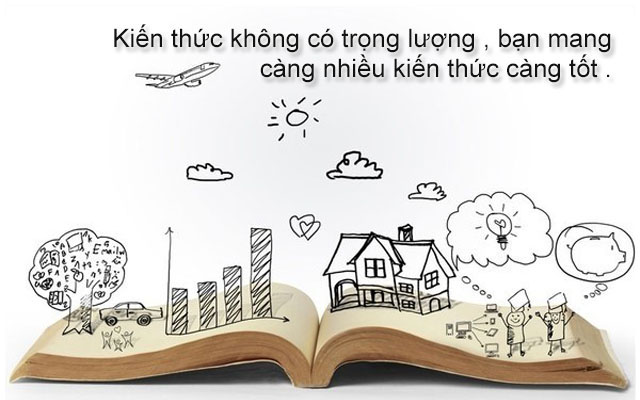 Kiến thức không có trọng lượng , bạn mang
càng nhiều kiến thức càng tốt .